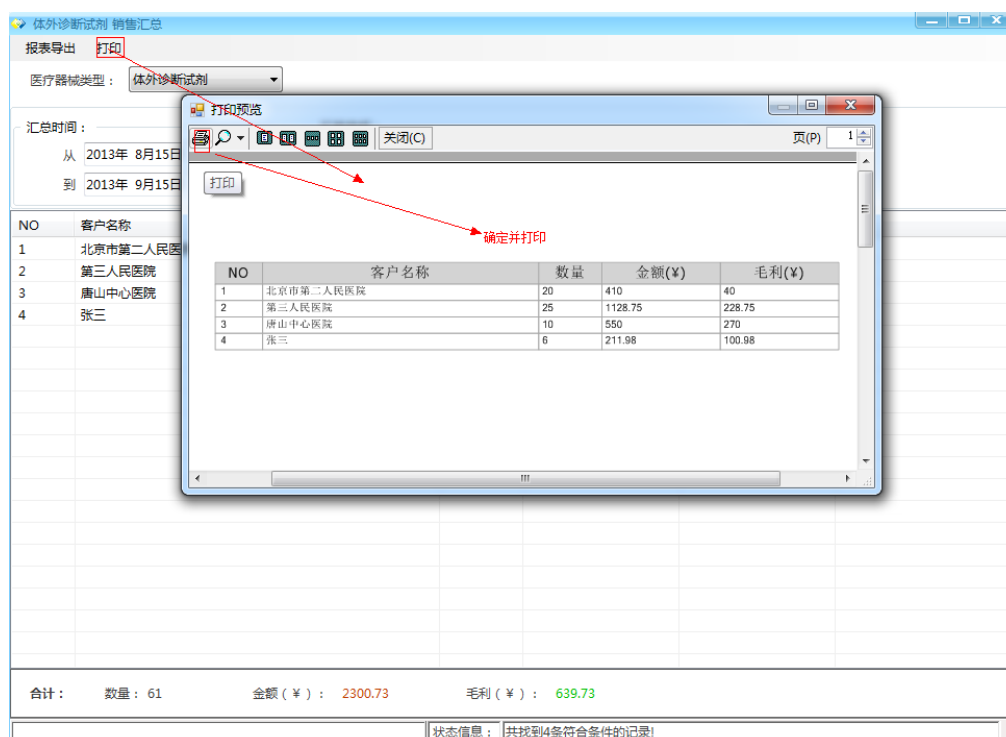 体外诊断试剂 销售汇总
报表导出 打印
医疗器械类型： 体外诊断试剂
打印预览
汇总时间：
关闭(C) 页(P) 1
从 2013年 8月15日
到 2013年 9月15日
打印
确定并打印
NO 客户名称
1 北京市第二人民医
2 第三人民医院
3 唐山中心医院
4 张三
NO 客户名称 数量 金额(¥) 毛利(¥)
1 北京市第二人民医院 20 410 40
2 第三人民医院 25 1128.75 228.75
3 唐山中心医院 10 550 270
4 张三 6 211.98 100.98
合计： 数量：61 金额(¥)： 2300.73 毛利(¥)： 639.73
状态信息： 共找到4条符合条件的记录!